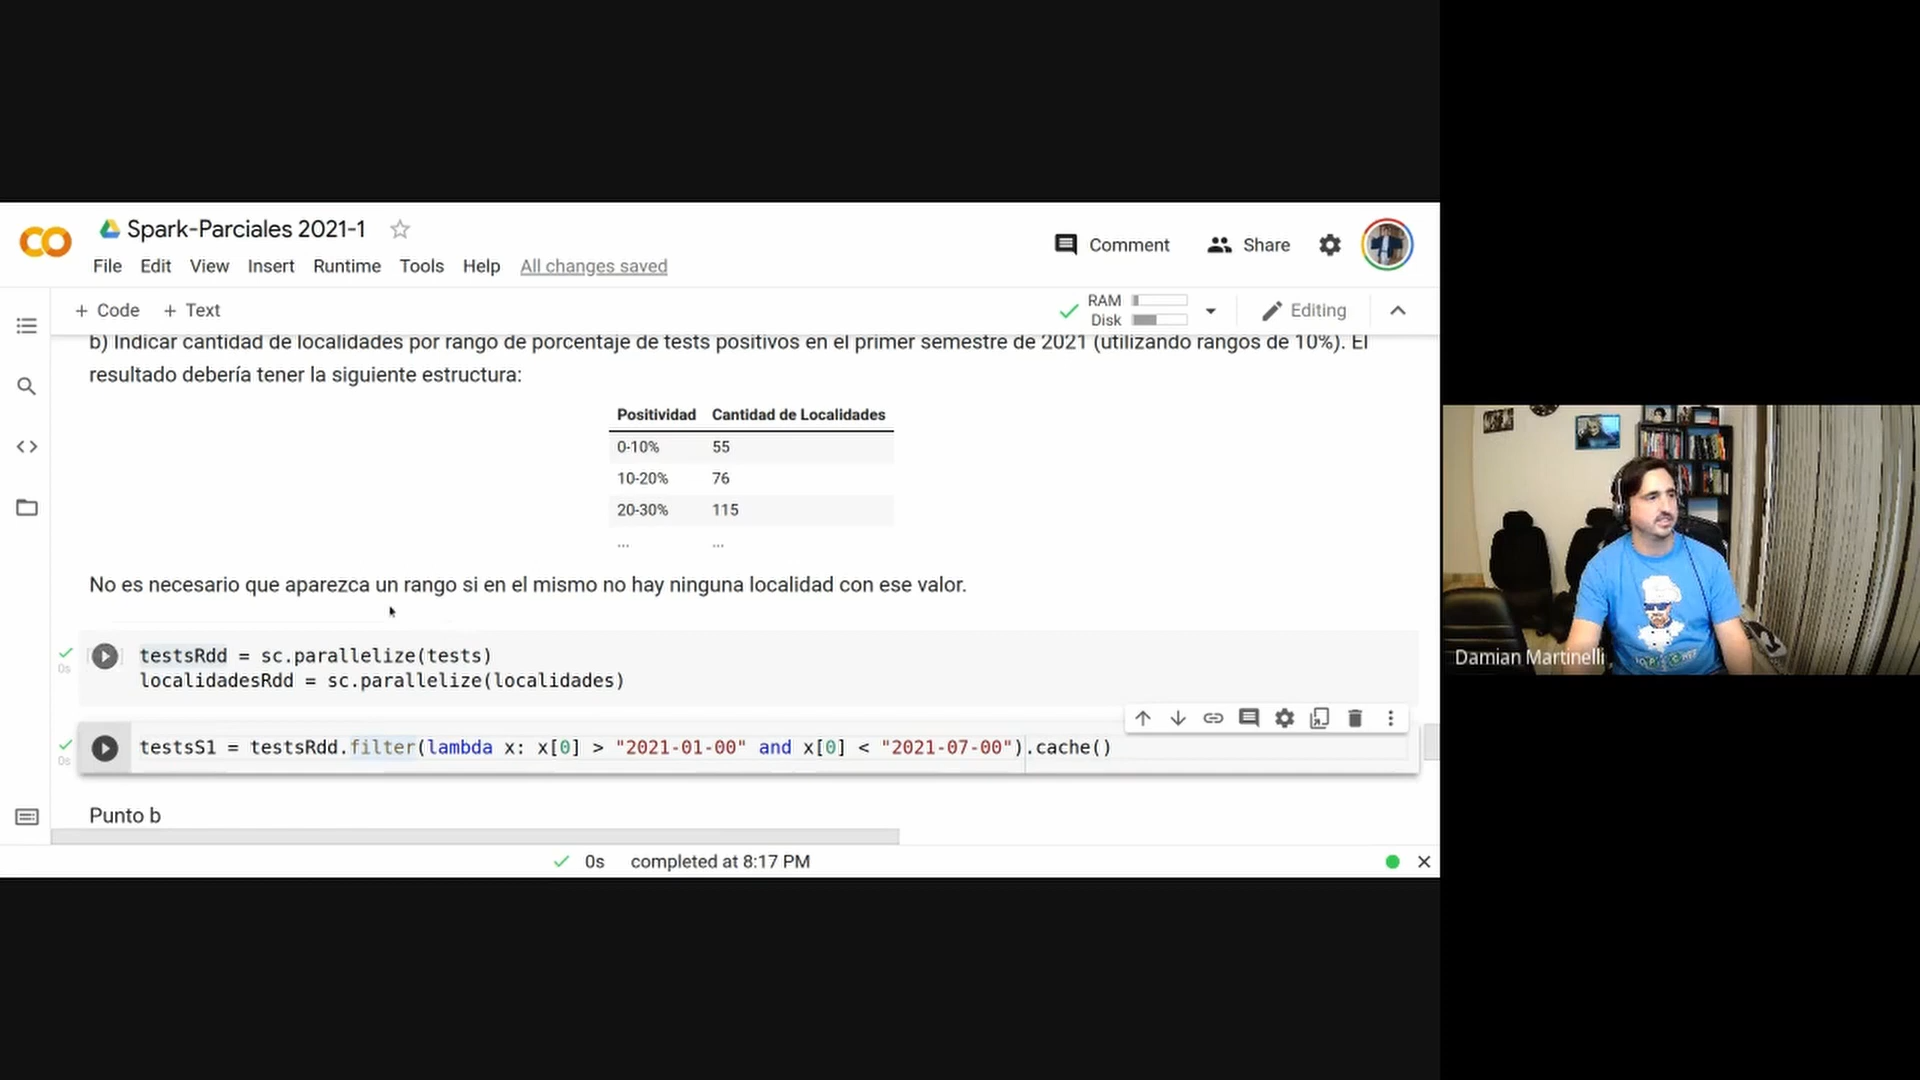 Spark-Parciales 2021-1
Comment
Share
File Edit View Insert Runtime Tools Help All changes saved
+ Code + Text
RAM
Disk
Editing
b) Indicar cantidad de localidades por rango de porcentaje de tests positivos en el primer semestre de 2021 (utilizando rangos de 10%). El
resultado debería tener la siguiente estructura:
Positividad Cantidad de Localidades
0-10% 55
10-20% 76
20-30% 115
... ...
No es necesario que aparezca un rango si en el mismo no hay ninguna localidad con ese valor.
0s
testsRdd = sc.parallelize(tests)
localidadesRdd = sc.parallelize(localidades)
0s
testsS1 = testsRdd.filter(lambda x: x[0] > "2021-01-00" and x[0] < "2021-07-00").cache()
Punto b
0s completed at 8:17 PM
Damian Martinelli